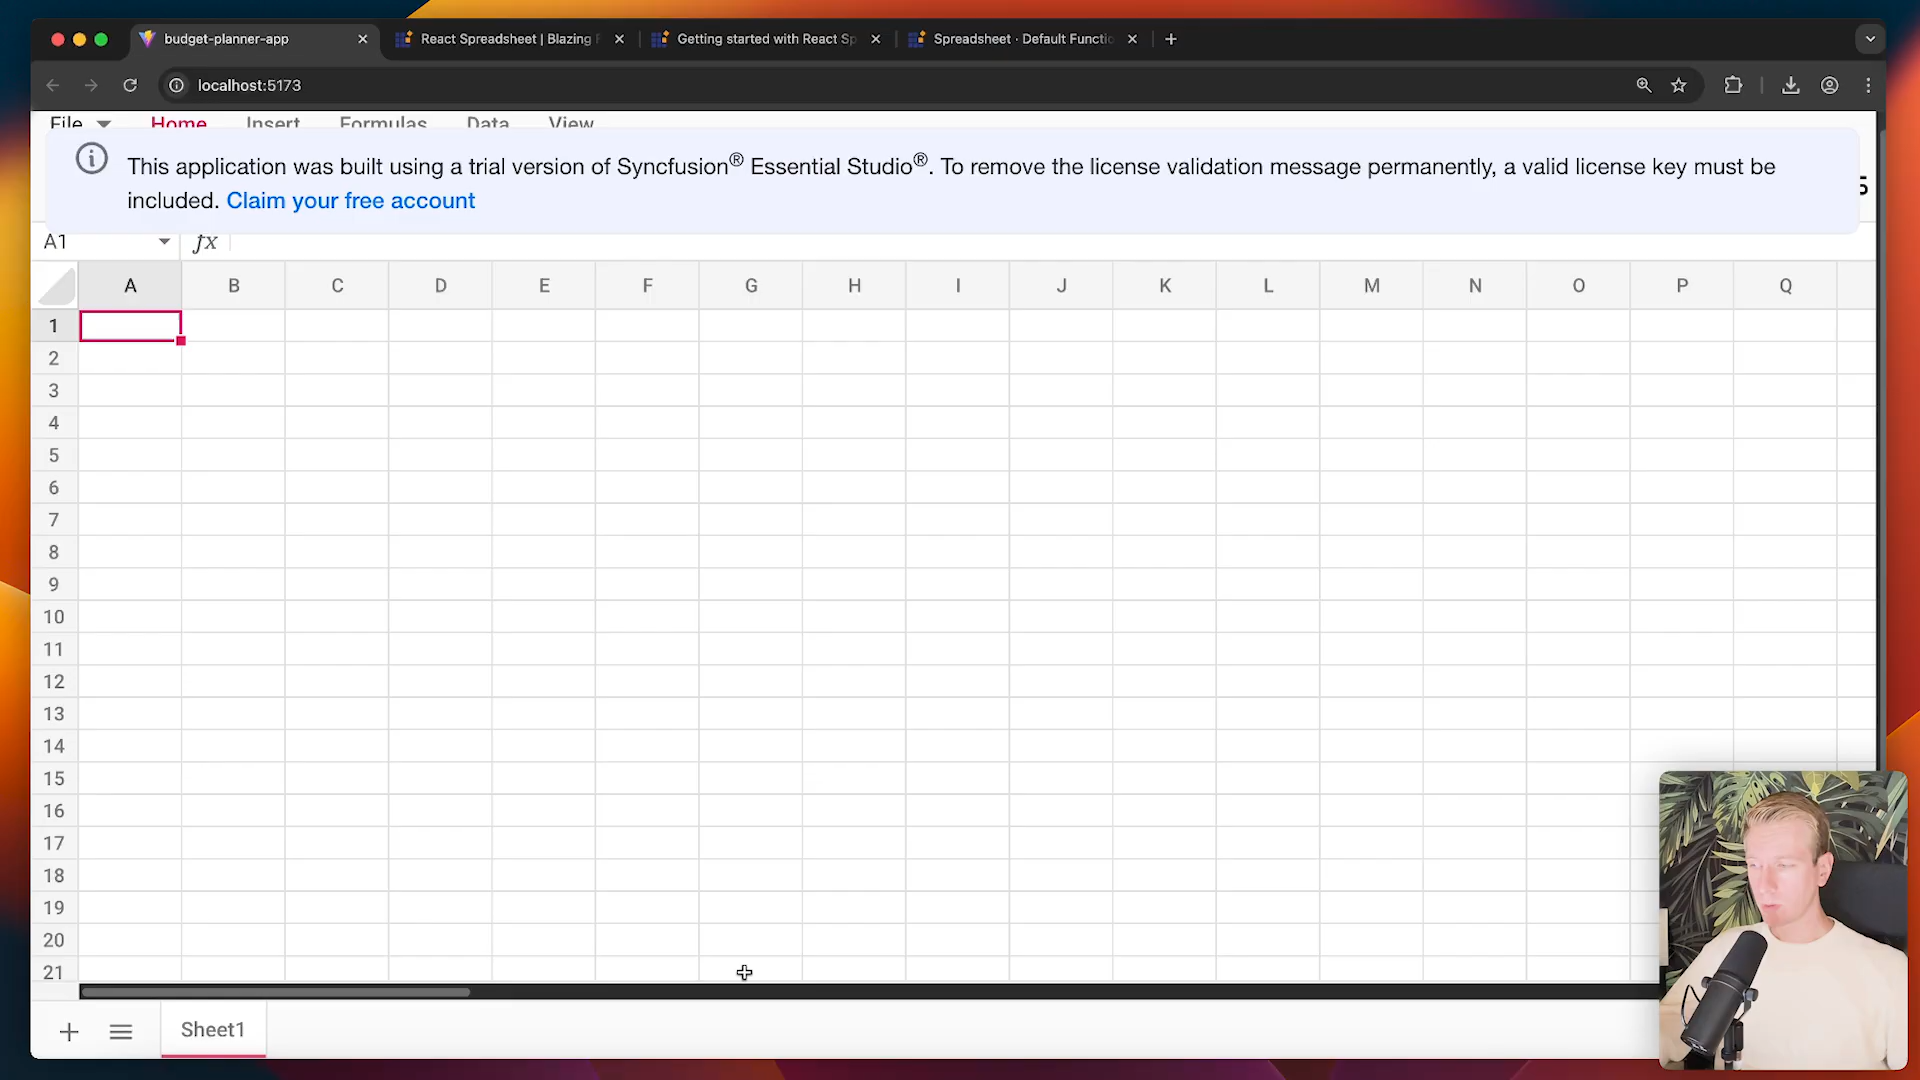 budget-planner-app
React Spreadsheet | Blazing F
Getting started with React Sp
Spreadsheet · Default Functio
localhost:5173
File Home Insert Formulas Data View
This application was built using a trial version of Syncfusion® Essential Studio®. To remove the license validation message permanently, a valid license key must be
included. Claim your free account
5
A1 fx
A B C D E F G H I J K L M N O P Q
1
2
3
4
5
6
7
8
9
10
11
12
13
14
15
16
17
18
19
20
21
Sheet1